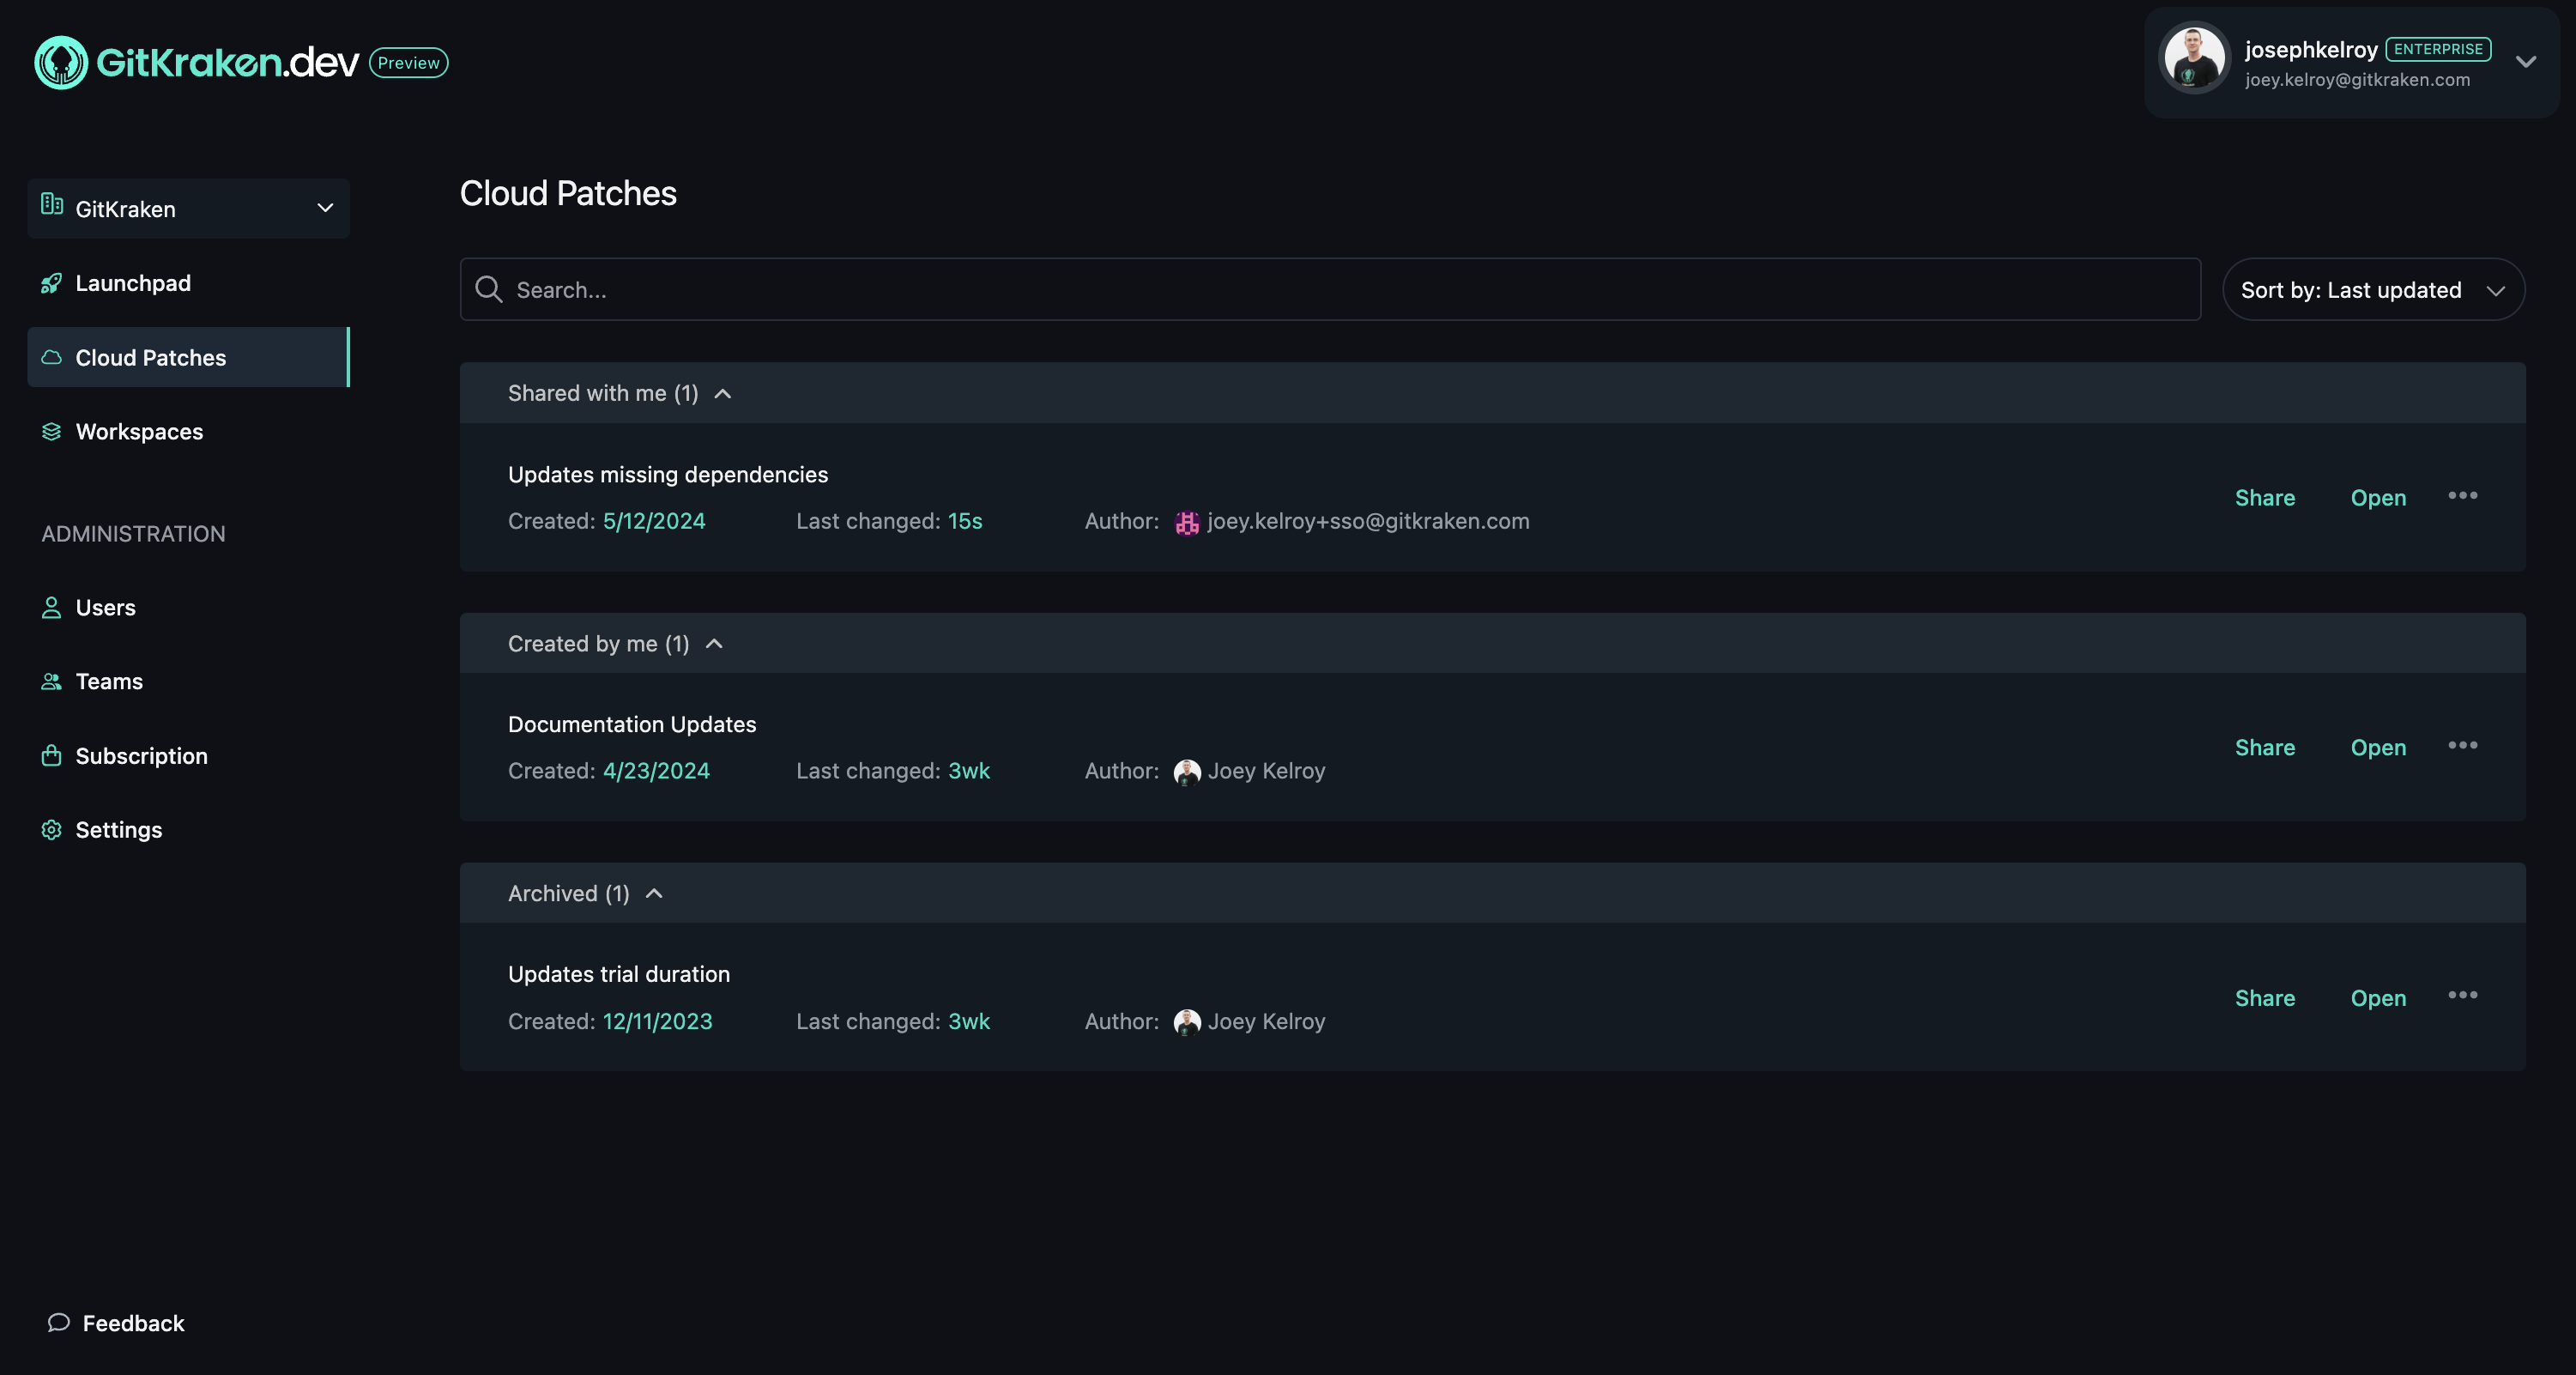 GitKraken.dev Preview
josephkelroy ENTERPRISE
joey.kelroy@gitkraken.com
GitKraken
Launchpad
Cloud Patches
Workspaces
ADMINISTRATION
Users
Teams
Subscription
Settings
Feedback
Cloud Patches
Search...
Sort by: Last updated
Shared with me (1)
Updates missing dependencies
Created: 5/12/2024 Last changed: 15s Author: joey.kelroy+sso@gitkraken.com
Share Open
Created by me (1)
Documentation Updates
Created: 4/23/2024 Last changed: 3wk Author: Joey Kelroy
Share Open
Archived (1)
Updates trial duration
Created: 12/11/2023 Last changed: 3wk Author: Joey Kelroy
Share Open